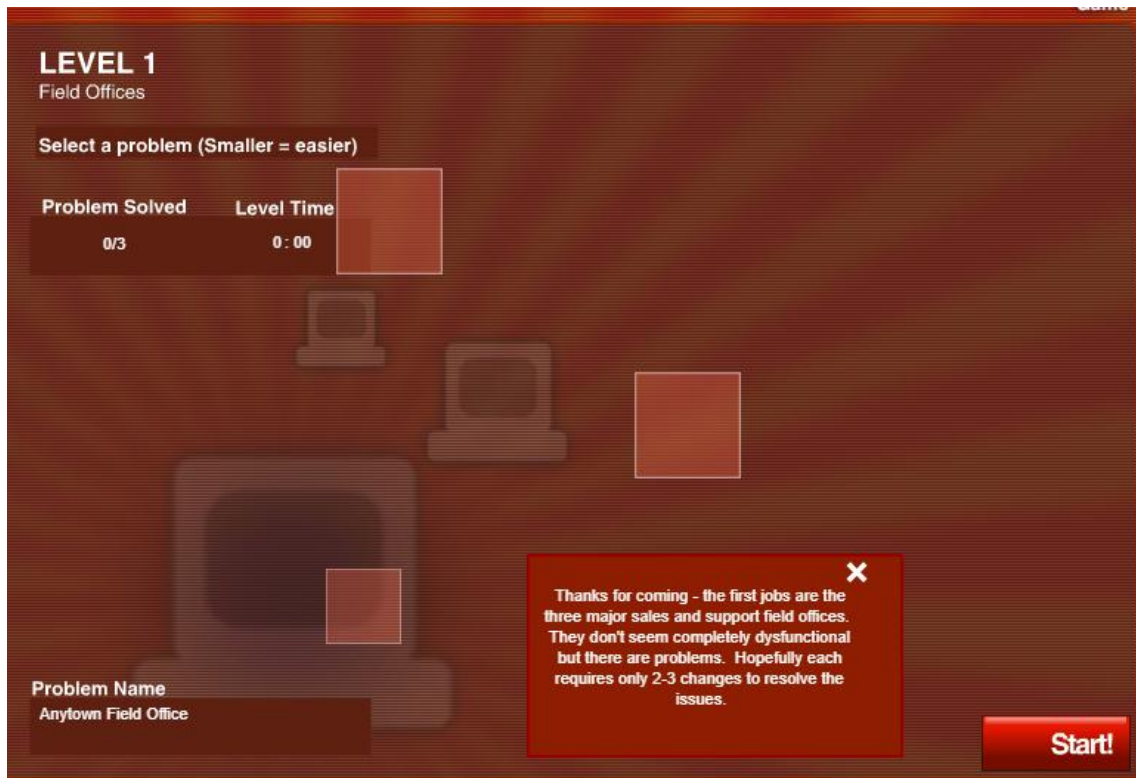 Game
LEVEL 1
Field Offices
Select a problem (Smaller = easier)
Problem Solved Level Time
0/3 0 : 00
Thanks for coming - the first jobs are the
three major sales and support field offices.
They don't seem completely dysfunctional
but there are problems.  Hopefully each
requires only 2-3 changes to resolve the
issues.
Problem Name
Anytown Field Office
Start!